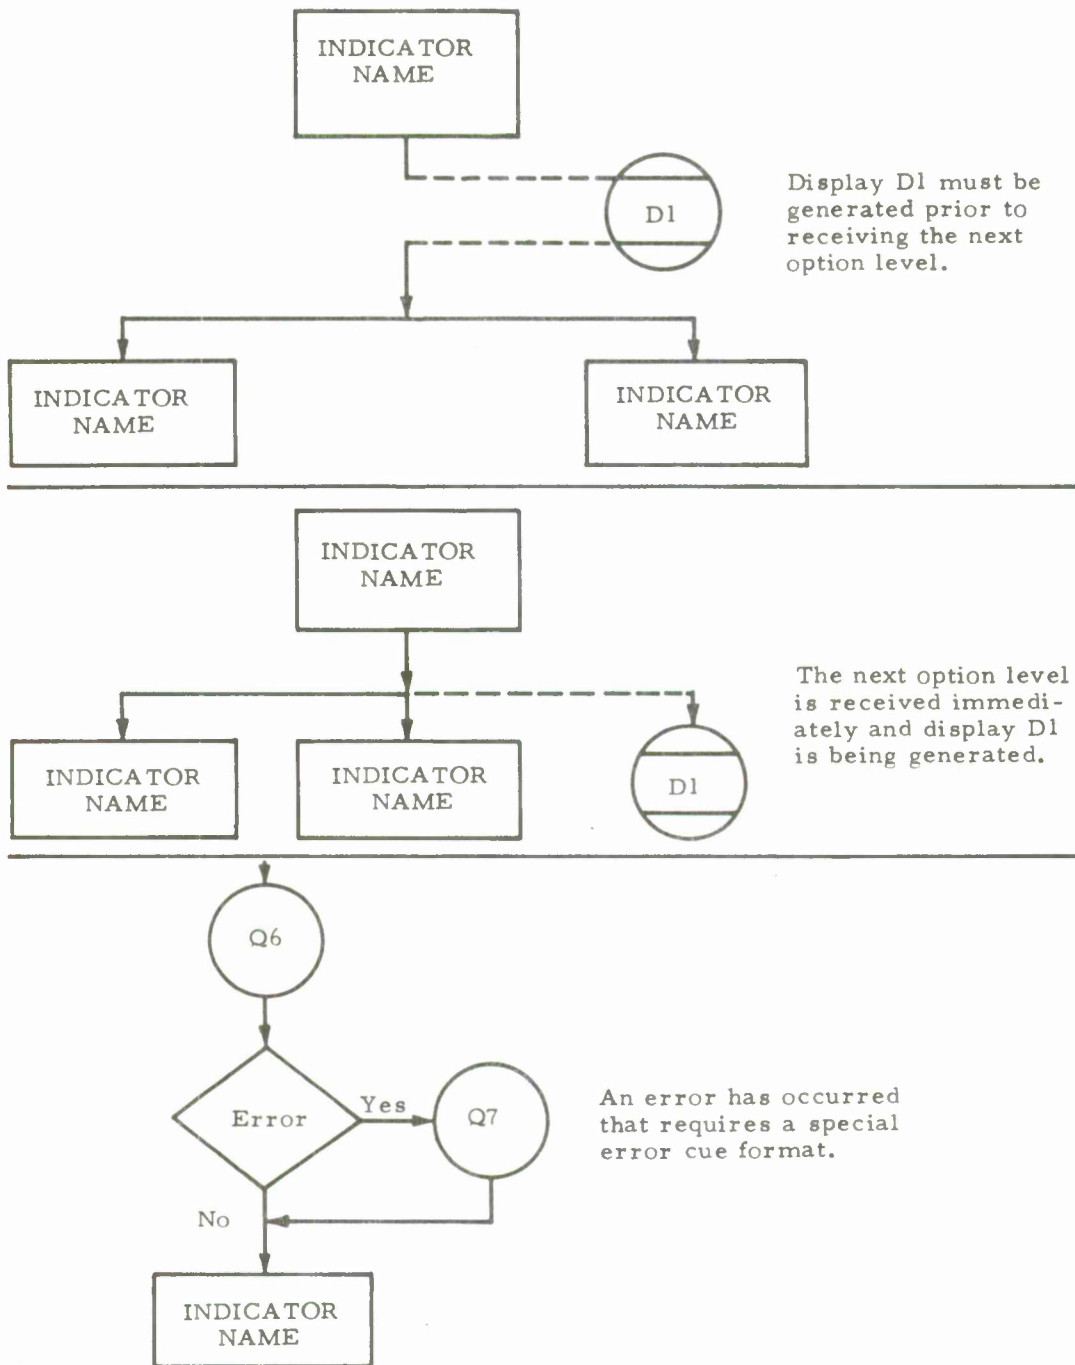 INDICATOR
NAME
D1
Display D1 must be
generated prior to
receiving the next
option level.
INDICATOR
NAME
INDICATOR
NAME
INDICATOR
NAME
The next option level
is received immedi-
ately and display D1
is being generated.
INDICATOR
NAME
INDICATOR
NAME
D1
Q6
Error
Yes
Q7
An error has occurred
that requires a special
error cue format.
No
INDICATOR
NAME